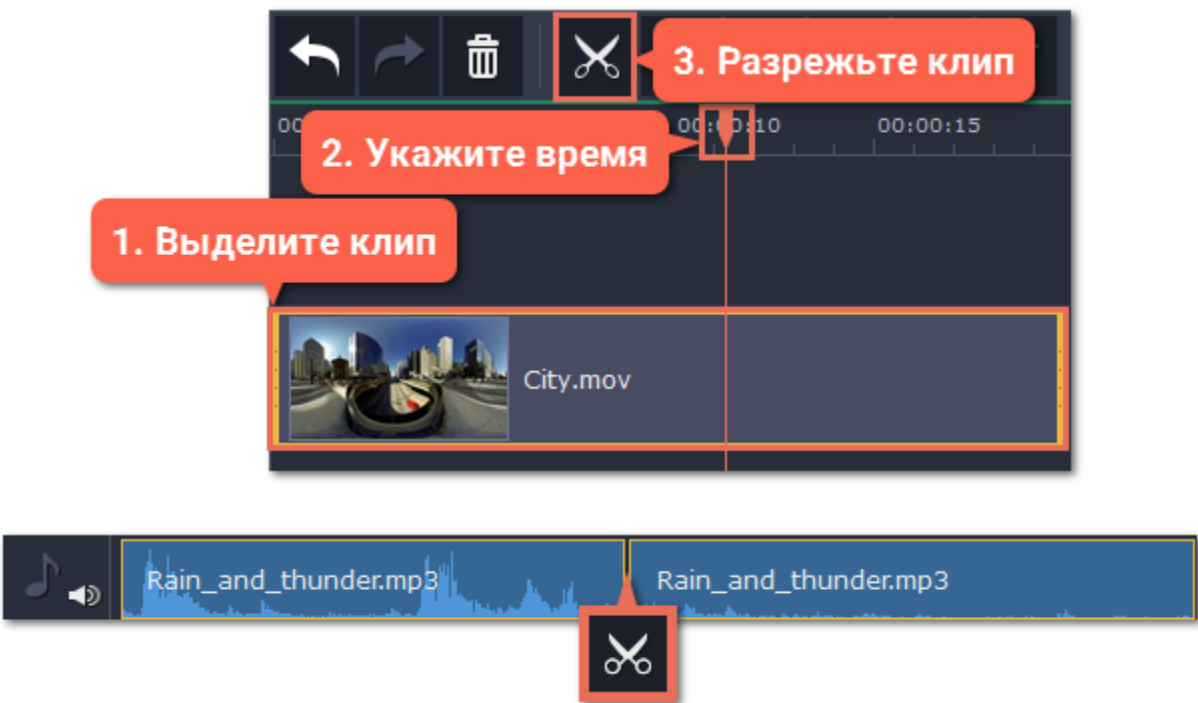 3. Разрежьте клип
00:00:10 00:00:15
2. Укажите время
1. Выделите клип
City.mov
Rain_and_thunder.mp3 Rain_and_thunder.mp3